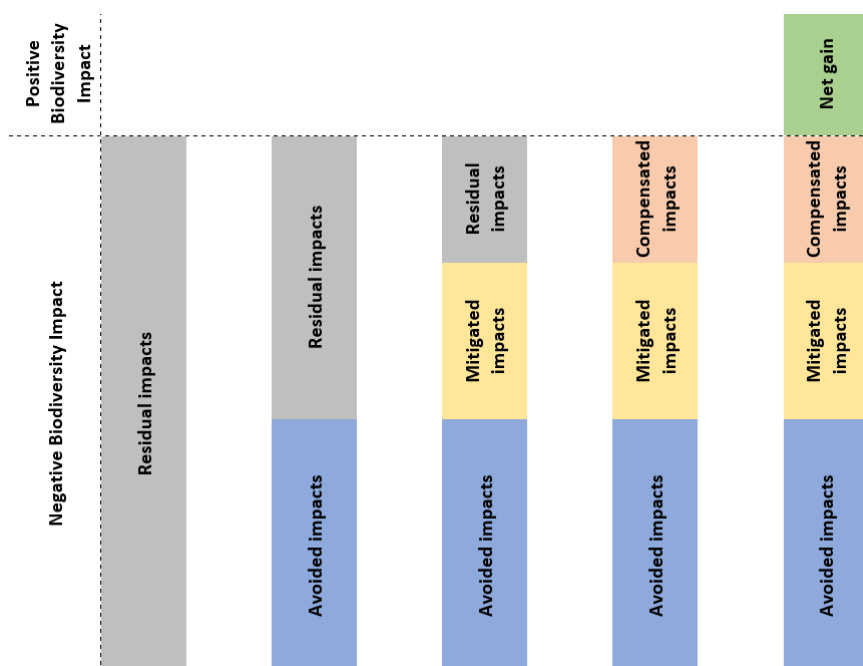 Positive
Biodiversity
Impact
Negative Biodiversity Impact
Residual impacts
Residual impacts
Avoided impacts
Residual
impacts
Mitigated
impacts
Avoided impacts
Compensated
impacts
Mitigated
impacts
Avoided impacts
Net gain
Compensated
impacts
Mitigated
impacts
Avoided impacts